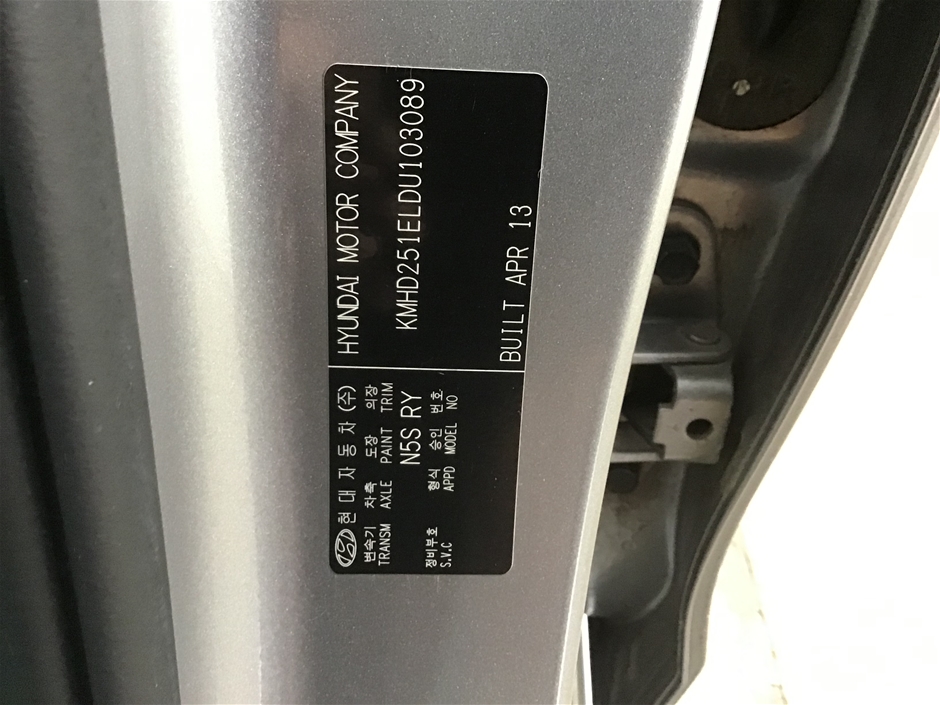 현대자동차(주)
HYUNDAI MOTOR COMPANY
변속기 차축 도장 의장
TRANSM AXLE PAINT TRIM
N5S RY
KMHD251ELDU103089
정비부호 형식 승인 번호
S.V.C APPD MODEL NO
BUILT APR 13